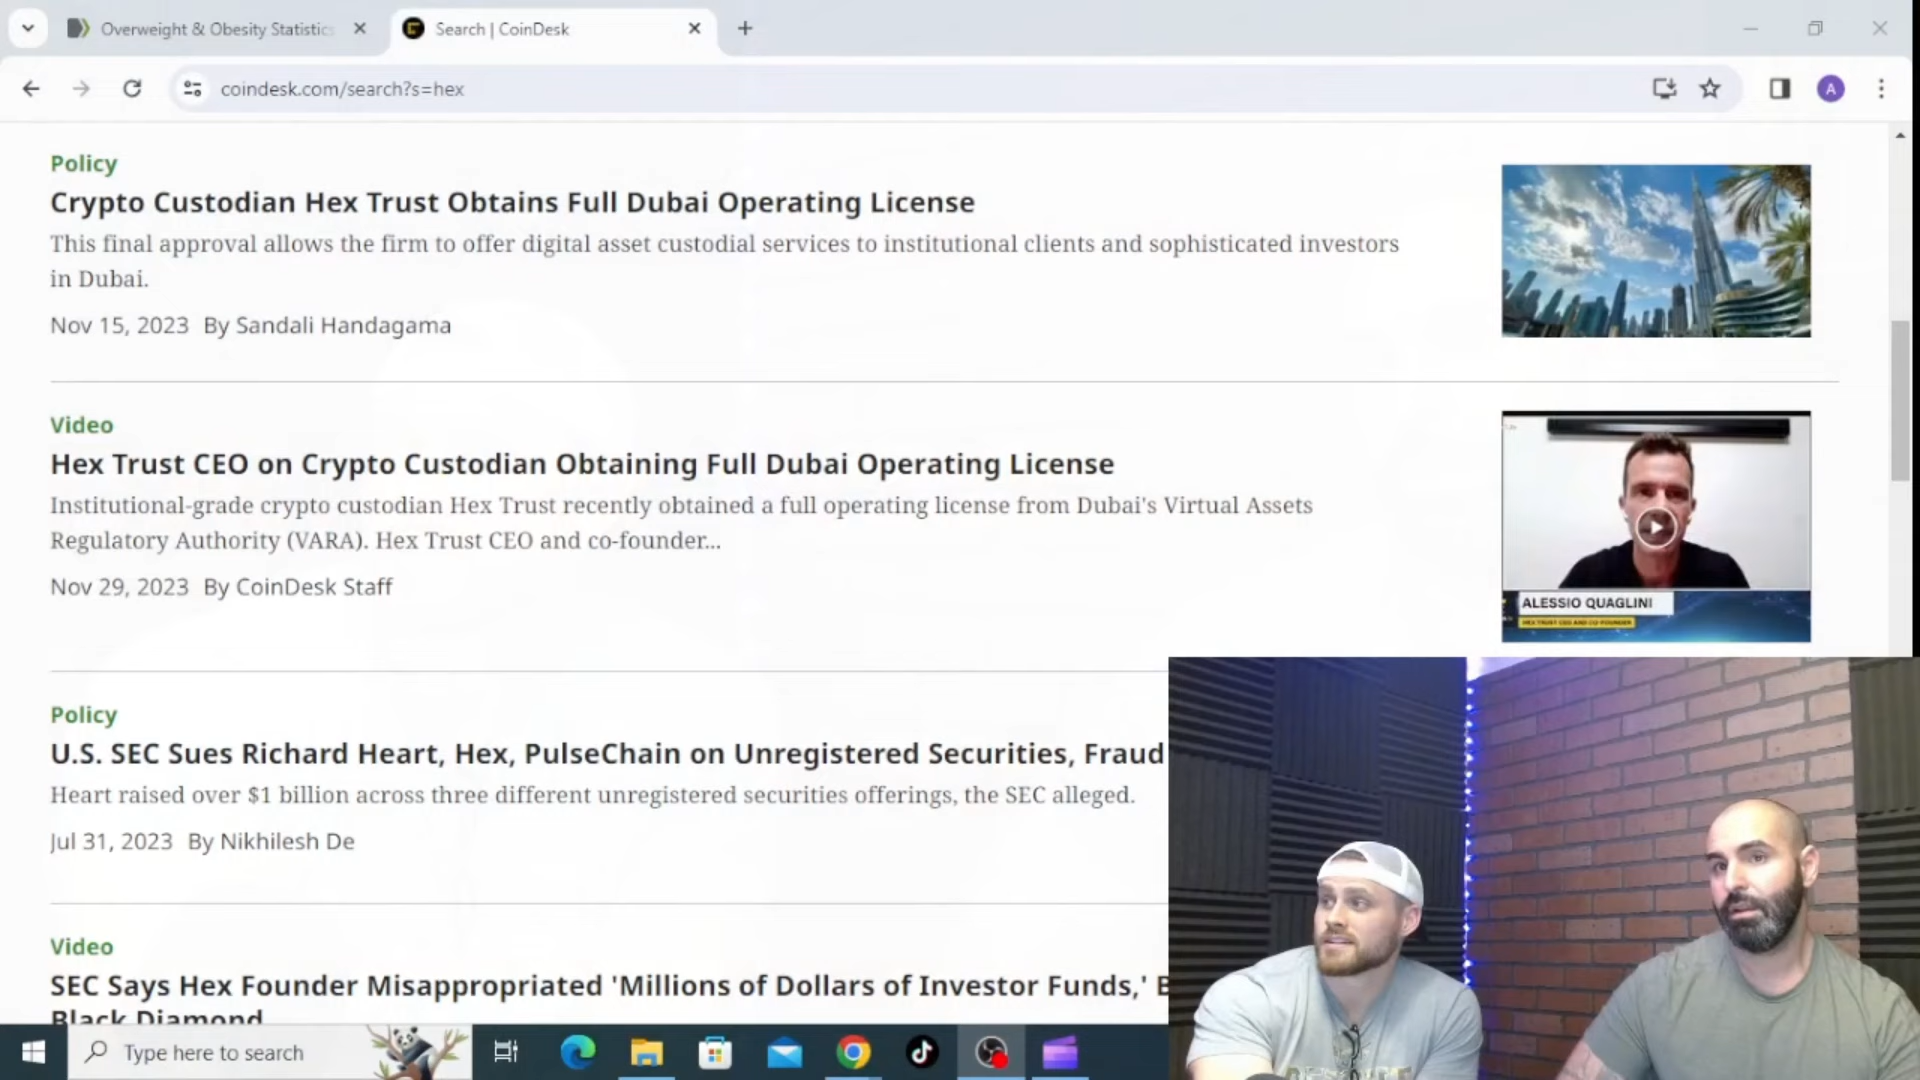 Overweight & Obesity Statistics
Search | CoinDesk
coindesk.com/search?s=hex
A
Policy
Crypto Custodian Hex Trust Obtains Full Dubai Operating License
This final approval allows the firm to offer digital asset custodial services to institutional clients and sophisticated investors
in Dubai.
Nov 15, 2023 By Sandali Handagama
Video
Hex Trust CEO on Crypto Custodian Obtaining Full Dubai Operating License
Institutional-grade crypto custodian Hex Trust recently obtained a full operating license from Dubai's Virtual Assets
Regulatory Authority (VARA). Hex Trust CEO and co-founder...
Nov 29, 2023 By CoinDesk Staff
ALESSIO QUAGLINI
HEX TRUST CEO AND CO-FOUNDER
Policy
U.S. SEC Sues Richard Heart, Hex, PulseChain on Unregistered Securities, Fraud
Heart raised over $1 billion across three different unregistered securities offerings, the SEC alleged.
Jul 31, 2023 By Nikhilesh De
Video
SEC Says Hex Founder Misappropriated 'Millions of Dollars of Investor Funds,' B
Black Diamond
Type here to search